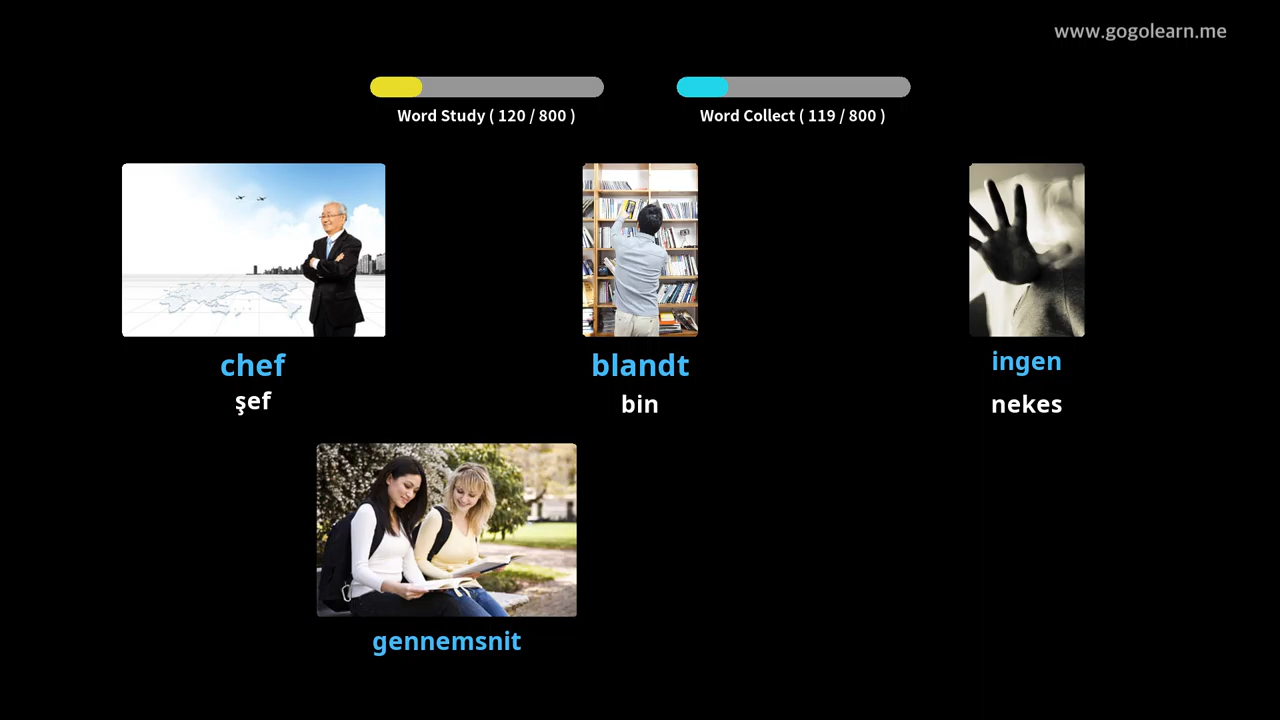 www.gogolearn.me
Word Study ( 120 / 800 )
Word Collect ( 119 / 800 )
chef
blandt
ingen
şef
bin
nekes
gennemsnit